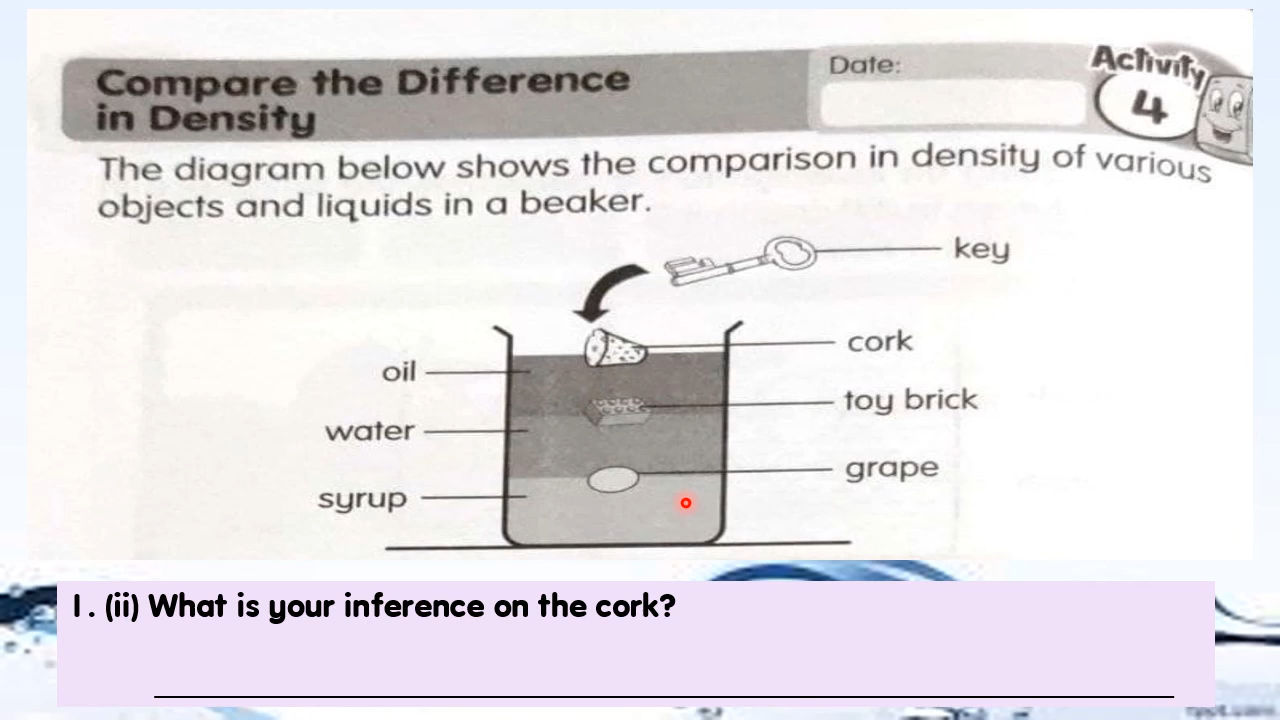 Compare the Difference
in Density
Date:
Activity
4
The diagram below shows the comparison in density of various
objects and liquids in a beaker.
key
cork
oil
toy brick
water
grape
syrup
1. (ii) What is your inference on the cork?